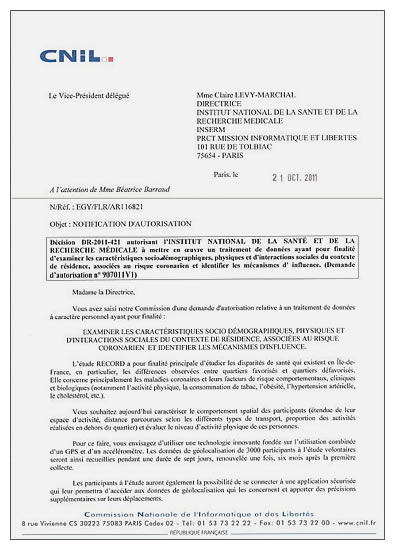 CNIL
Le Vice-Président délégué
Mme Claire LEVY-MARCHAL
DIRECTRICE
INSTITUT NATIONAL DE LA SANTE ET DE LA
RECHERCHE MEDICALE
INSERM
PRCT MISSION INFORMATIQUE ET LIBERTES
101 RUE DE TOLBIAC
75654 - PARIS
Paris, le 21 OCT. 2011
A l'attention de Mme Béatrice Barraud
N/Réf. : EGY/FLR/AR116821
Objet : NOTIFICATION D'AUTORISATION
Décision DR-2011-421 autorisant l'INSTITUT NATIONAL DE LA SANTÉ ET DE LA
RECHERCHE MÉDICALE à mettre en œuvre un traitement de données ayant pour finalité
d'examiner les caractéristiques sociodémographiques, physiques et d'interactions sociales du contexte
de résidence, associées au risque coronarien et identifier les mécanismes d' influence. (Demande
d'autorisation n° 907011V1)
Madame la Directrice,
Vous avez saisi notre Commission d'une demande d'autorisation relative à un traitement de données
à caractère personnel ayant pour finalité :
EXAMINER LES CARACTÉRISTIQUES SOCIO DÉMOGRAPHIQUES, PHYSIQUES ET
D'INTERACTIONS SOCIALES DU CONTEXTE DE RÉSIDENCE, ASSOCIÉES AU RISQUE
CORONARIEN ET IDENTIFIER LES MÉCANISMES D'INFLUENCE.
L'étude RECORD a pour finalité principale d'étudier les disparités de santé qui existent en Île-de-
France, en particulier, les différences observées entre quartiers favorisés et quartiers défavorisés.
Elle concerne principalement les maladies coronaires et leurs facteurs de risque comportementaux, cliniques
et biologiques (notamment l'activité physique, la consommation de tabac, l'obésité, l'hypertension artérielle,
le cholestérol, etc.).
Vous souhaitez aujourd'hui caractériser le comportement spatial des participants (étendue de leur
espace d'activité, distance parcourues selon les différents types de transport, proportion des activités
réalisées en dehors du quartier) et évaluer le niveau d'activité physique de ces personnes.
Pour ce faire, vous envisagez d'utiliser une technologie innovante fondée sur l'utilisation combinée
d'un GPS et d'un accéléromètre. Les données de géolocalisation de 3000 participants à l'étude volontaires
seront ainsi recueillies pendant une durée de sept jours, renouvelée une fois, six mois après la première
collecte.
Les participants à l'étude auront également la possibilité de se connecter à une application sécurisée
qui leur permettra d'accéder aux données de géolocalisation qui les concernent et apporter des précisions
supplémentaires sur leurs déplacements.
Commission Nationale de l'Informatique et des Libertés
8 rue Vivienne CS 30223 75083 PARIS Cedex 02 - Tél: 01 53 73 22 22 - Fax: 01 53 73 22 00 - www.cnil.fr
RÉPUBLIQUE FRANÇAISE